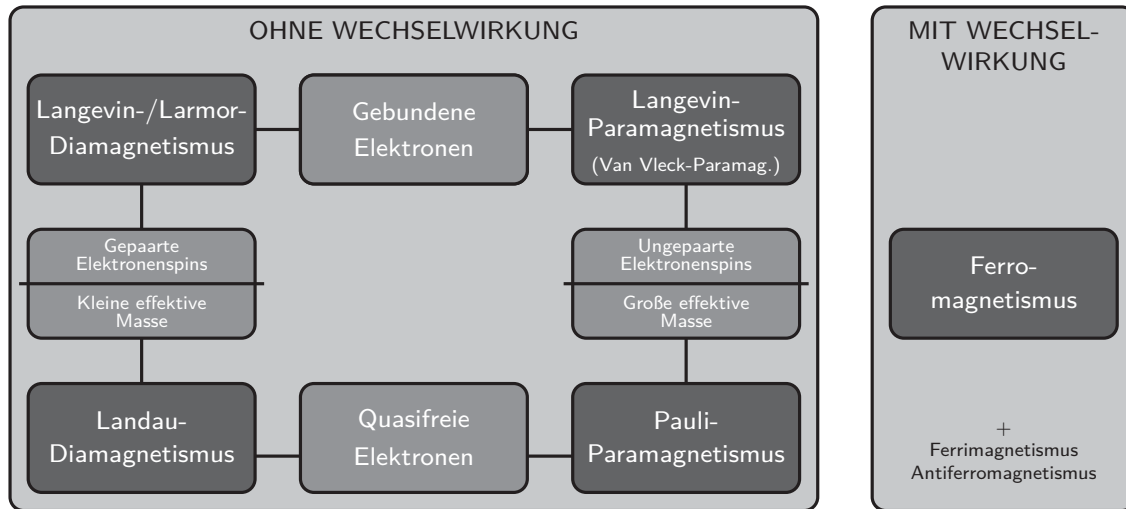 OHNE WECHSELWIRKUNG
Langevin-/Larmor-
Diamagnetismus
Gebundene
Elektronen
Langevin-
Paramagnetismus
(Van Vleck-Paramag.)
Gepaarte
Elektronenspins
Kleine effektive
Masse
Ungepaarte
Elektronenspins
Große effektive
Masse
Landau-
Diamagnetismus
Quasifreie
Elektronen
Pauli-
Paramagnetismus
MIT WECHSEL-
WIRKUNG
Ferro-
magnetismus
+
Ferrimagnetismus
Antiferromagnetismus